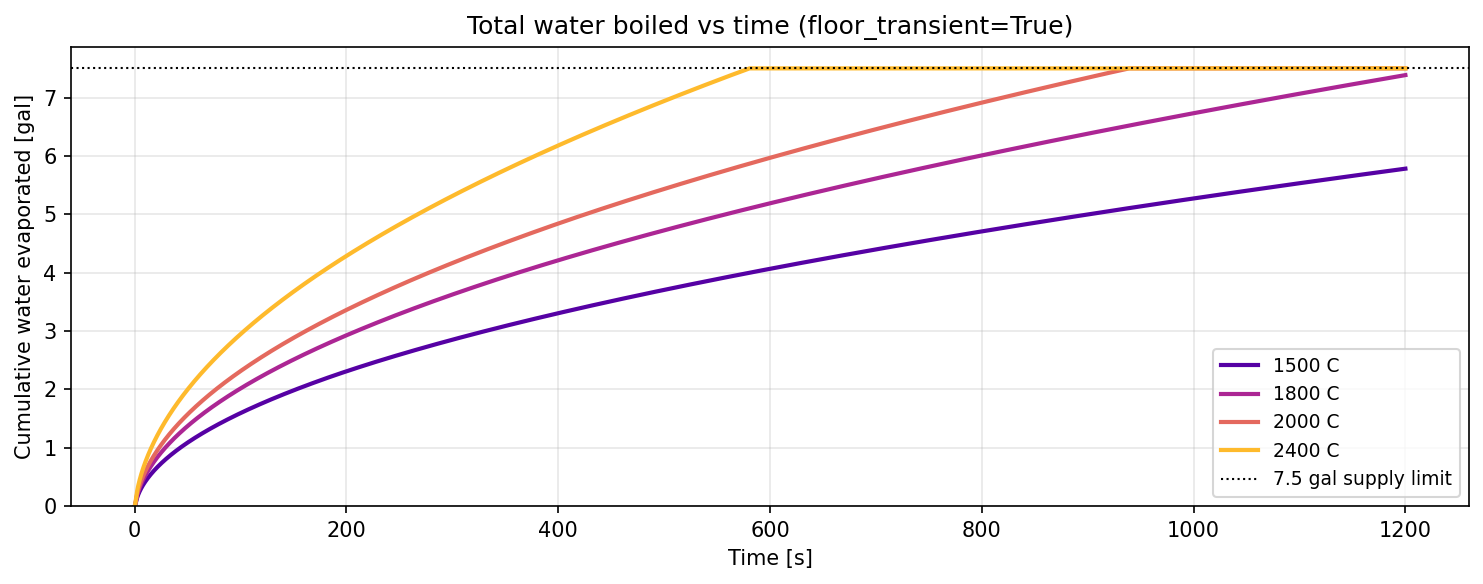 Total water boiled vs time (floor_transient=True)
Cumulative water evaporated [gal]
7
6
5
4
3
2
1
0
0 200 400 600 800 1000 1200
Time [s]
1500 C
1800 C
2000 C
2400 C
7.5 gal supply limit